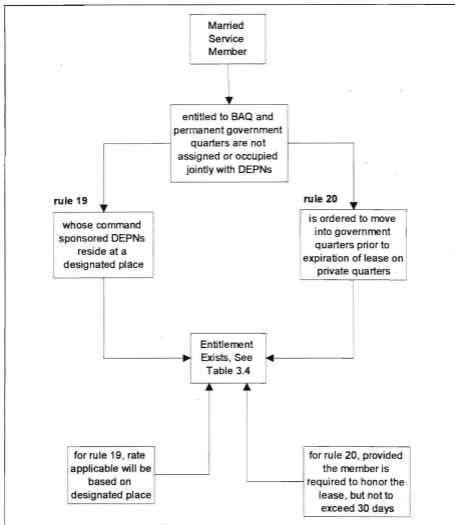 Married
Service
Member
entitled to BAQ and
permanent government
quarters are not
assigned or occupied
jointly with DEPNs
rule 19
whose command
sponsored DEPNs
reside at a
designated place
rule 20
is ordered to move
into government
quarters prior to
expiration of lease on
private quarters
Entitlement
Exists, See
Table 3.4
for rule 19, rate
applicable will be
based on
designated place
for rule 20, provided
the member is
required to honor the
lease, but not to
exceed 30 days